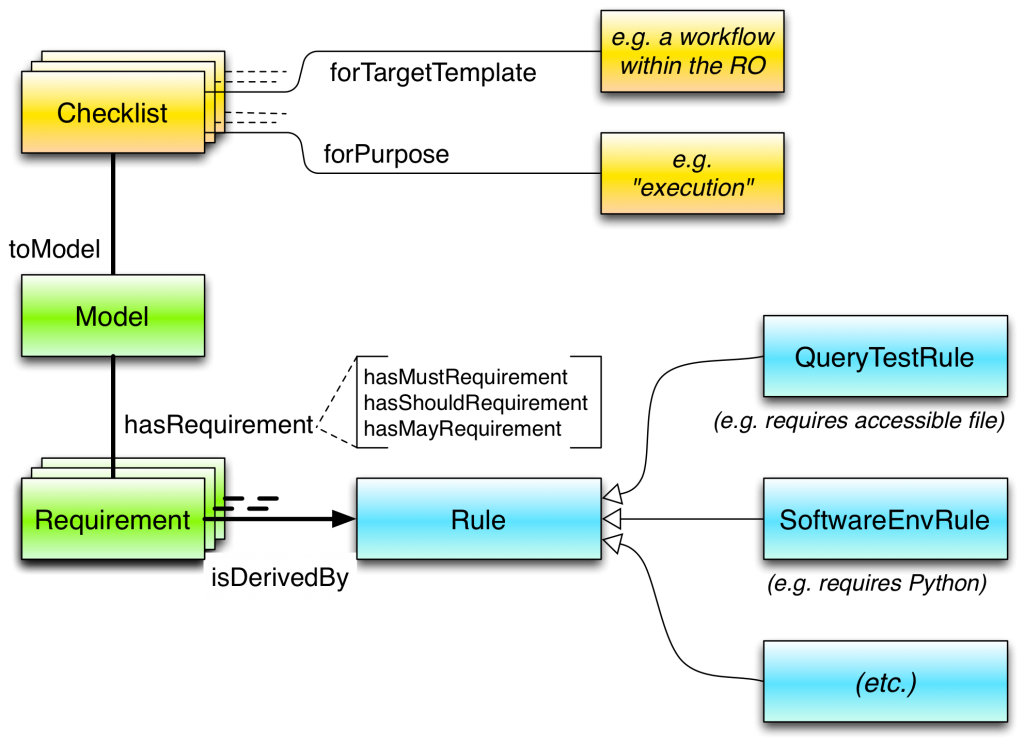 e.g. a workflow
within the RO
forTargetTemplate
Checklist
forPurpose
e.g.
"execution"
toModel
Model
QueryTestRule
(e.g. requires accessible file)
hasRequirement
hasMustRequirement
hasShouldRequirement
hasMayRequirement
Requirement
Rule
SoftwareEnvRule
(e.g. requires Python)
isDerivedBy
(etc.)